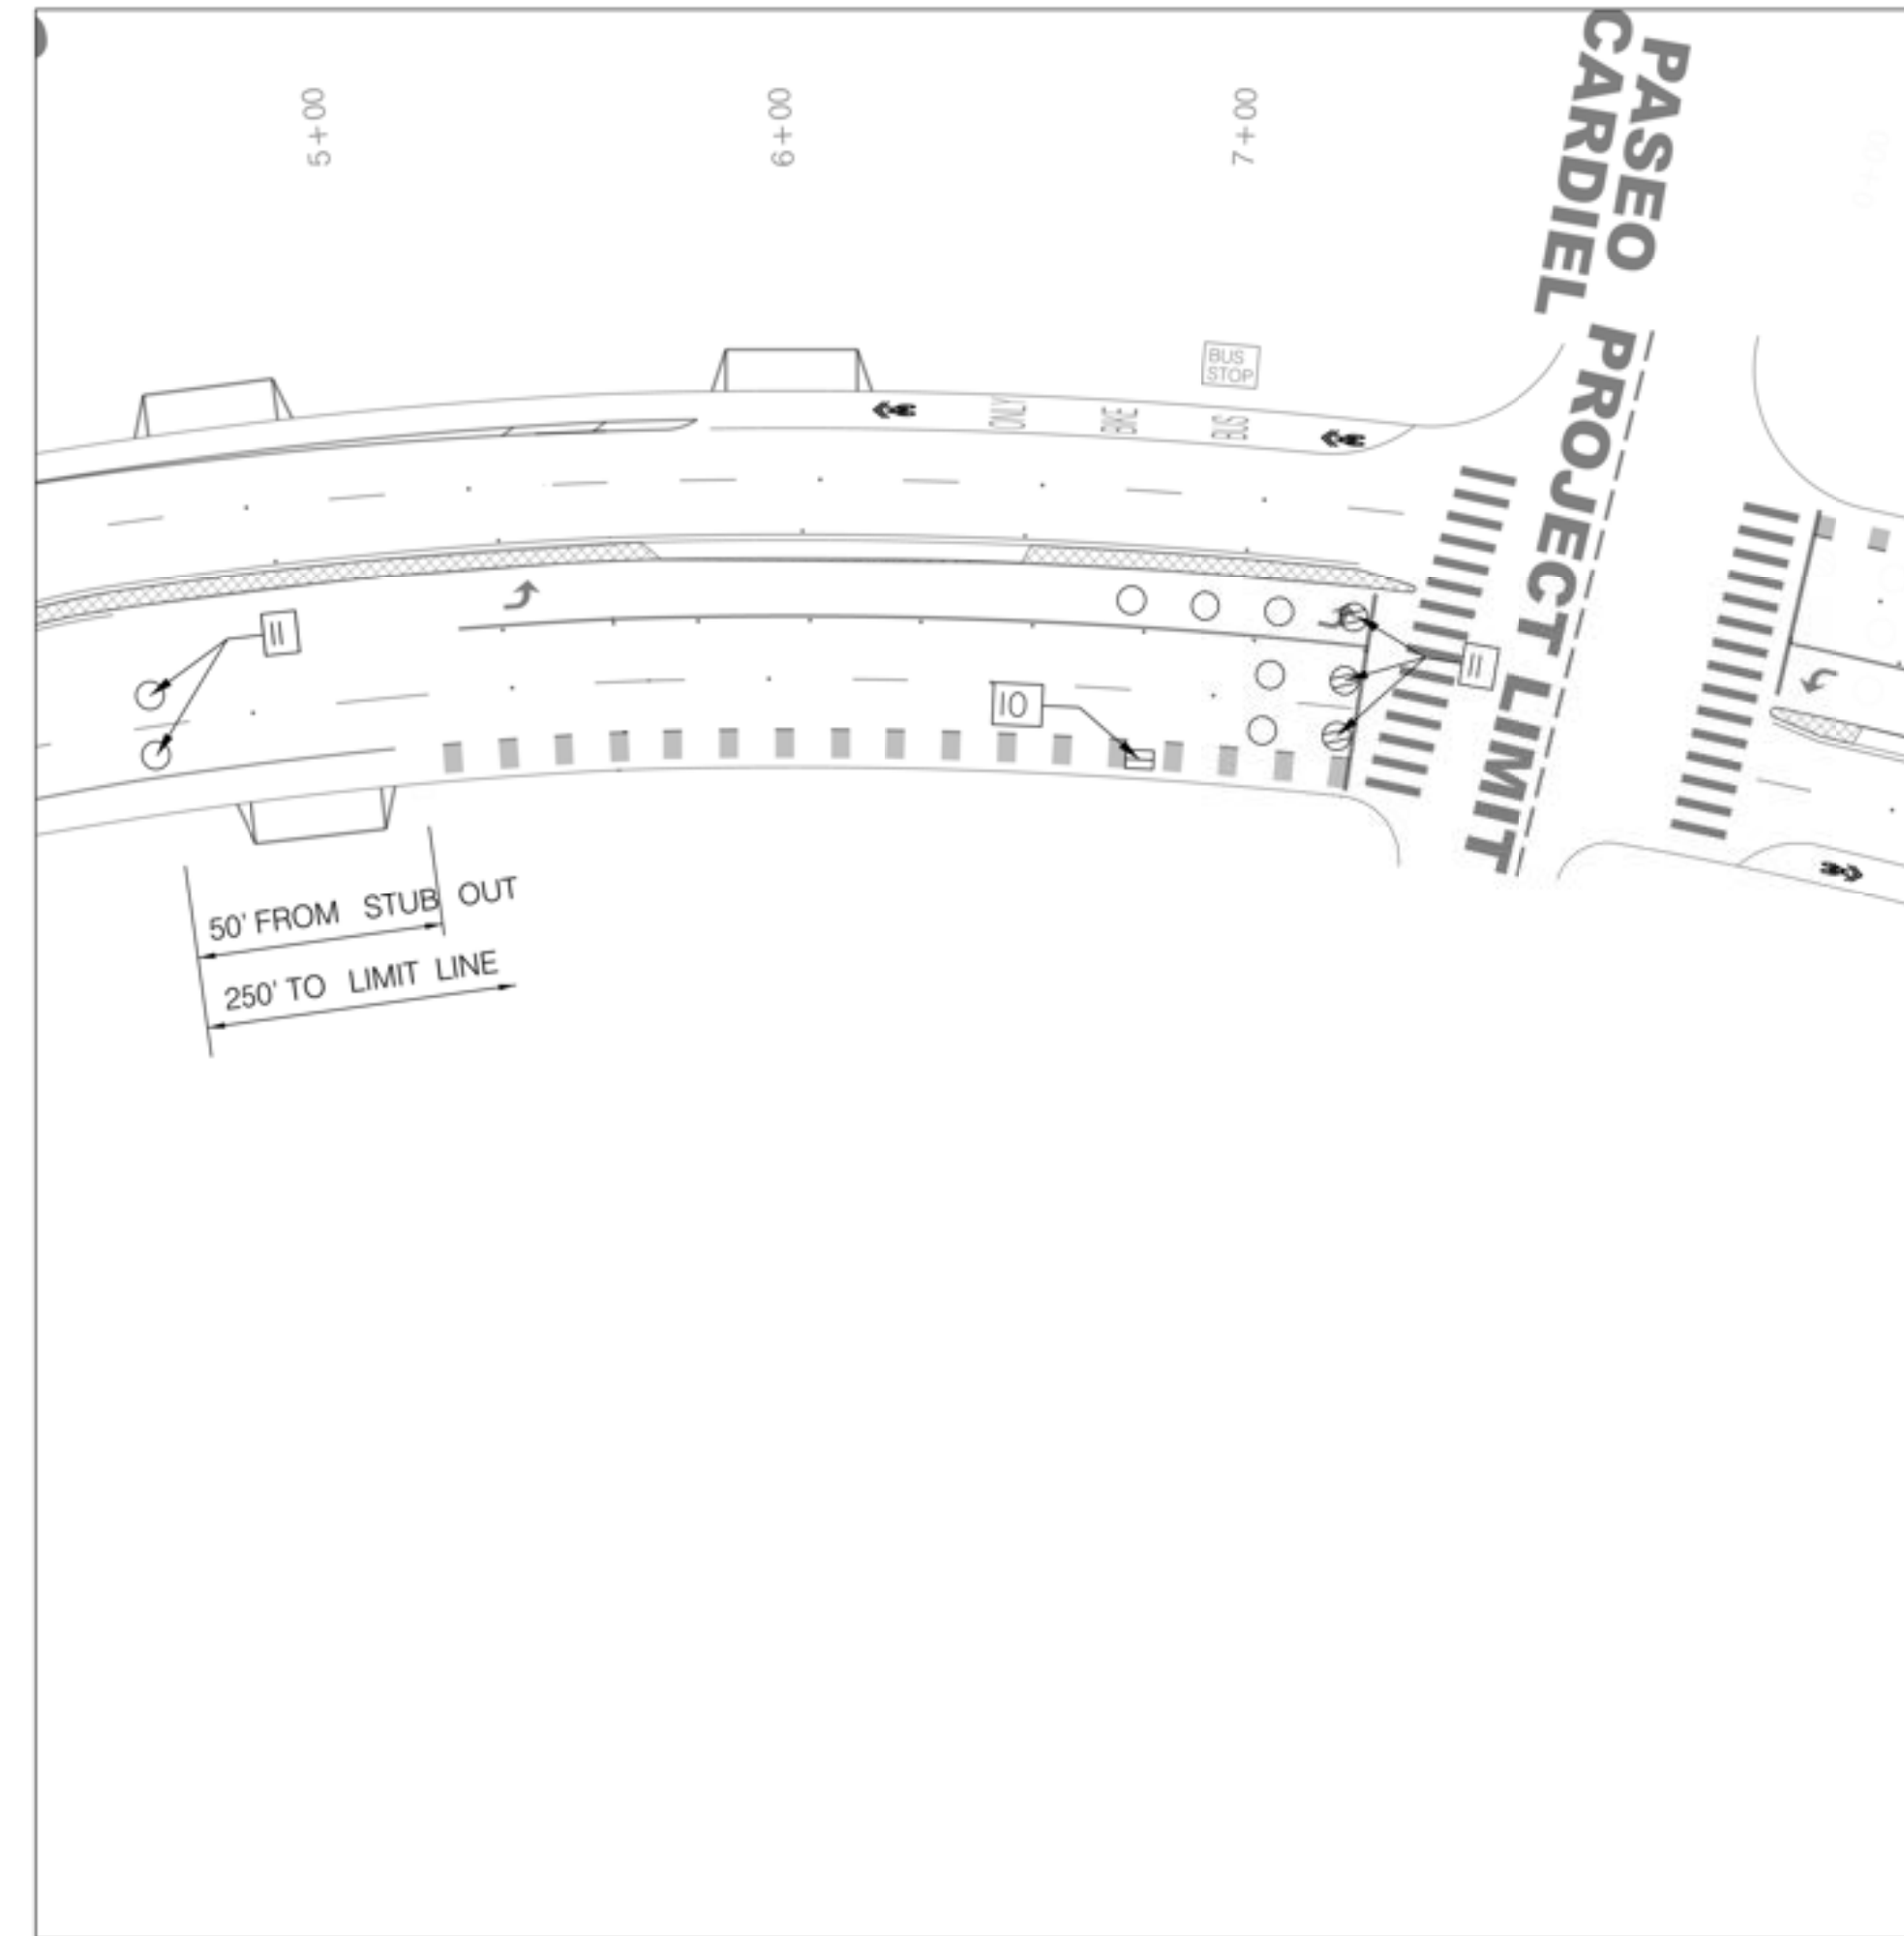 5+00
6+00
7+00
PASEO
CARDIEL
PROJECT LIMIT
BUS
STOP
ONLY
BIKE
BUS
11
10
11
50' FROM STUB OUT
250' TO LIMIT LINE